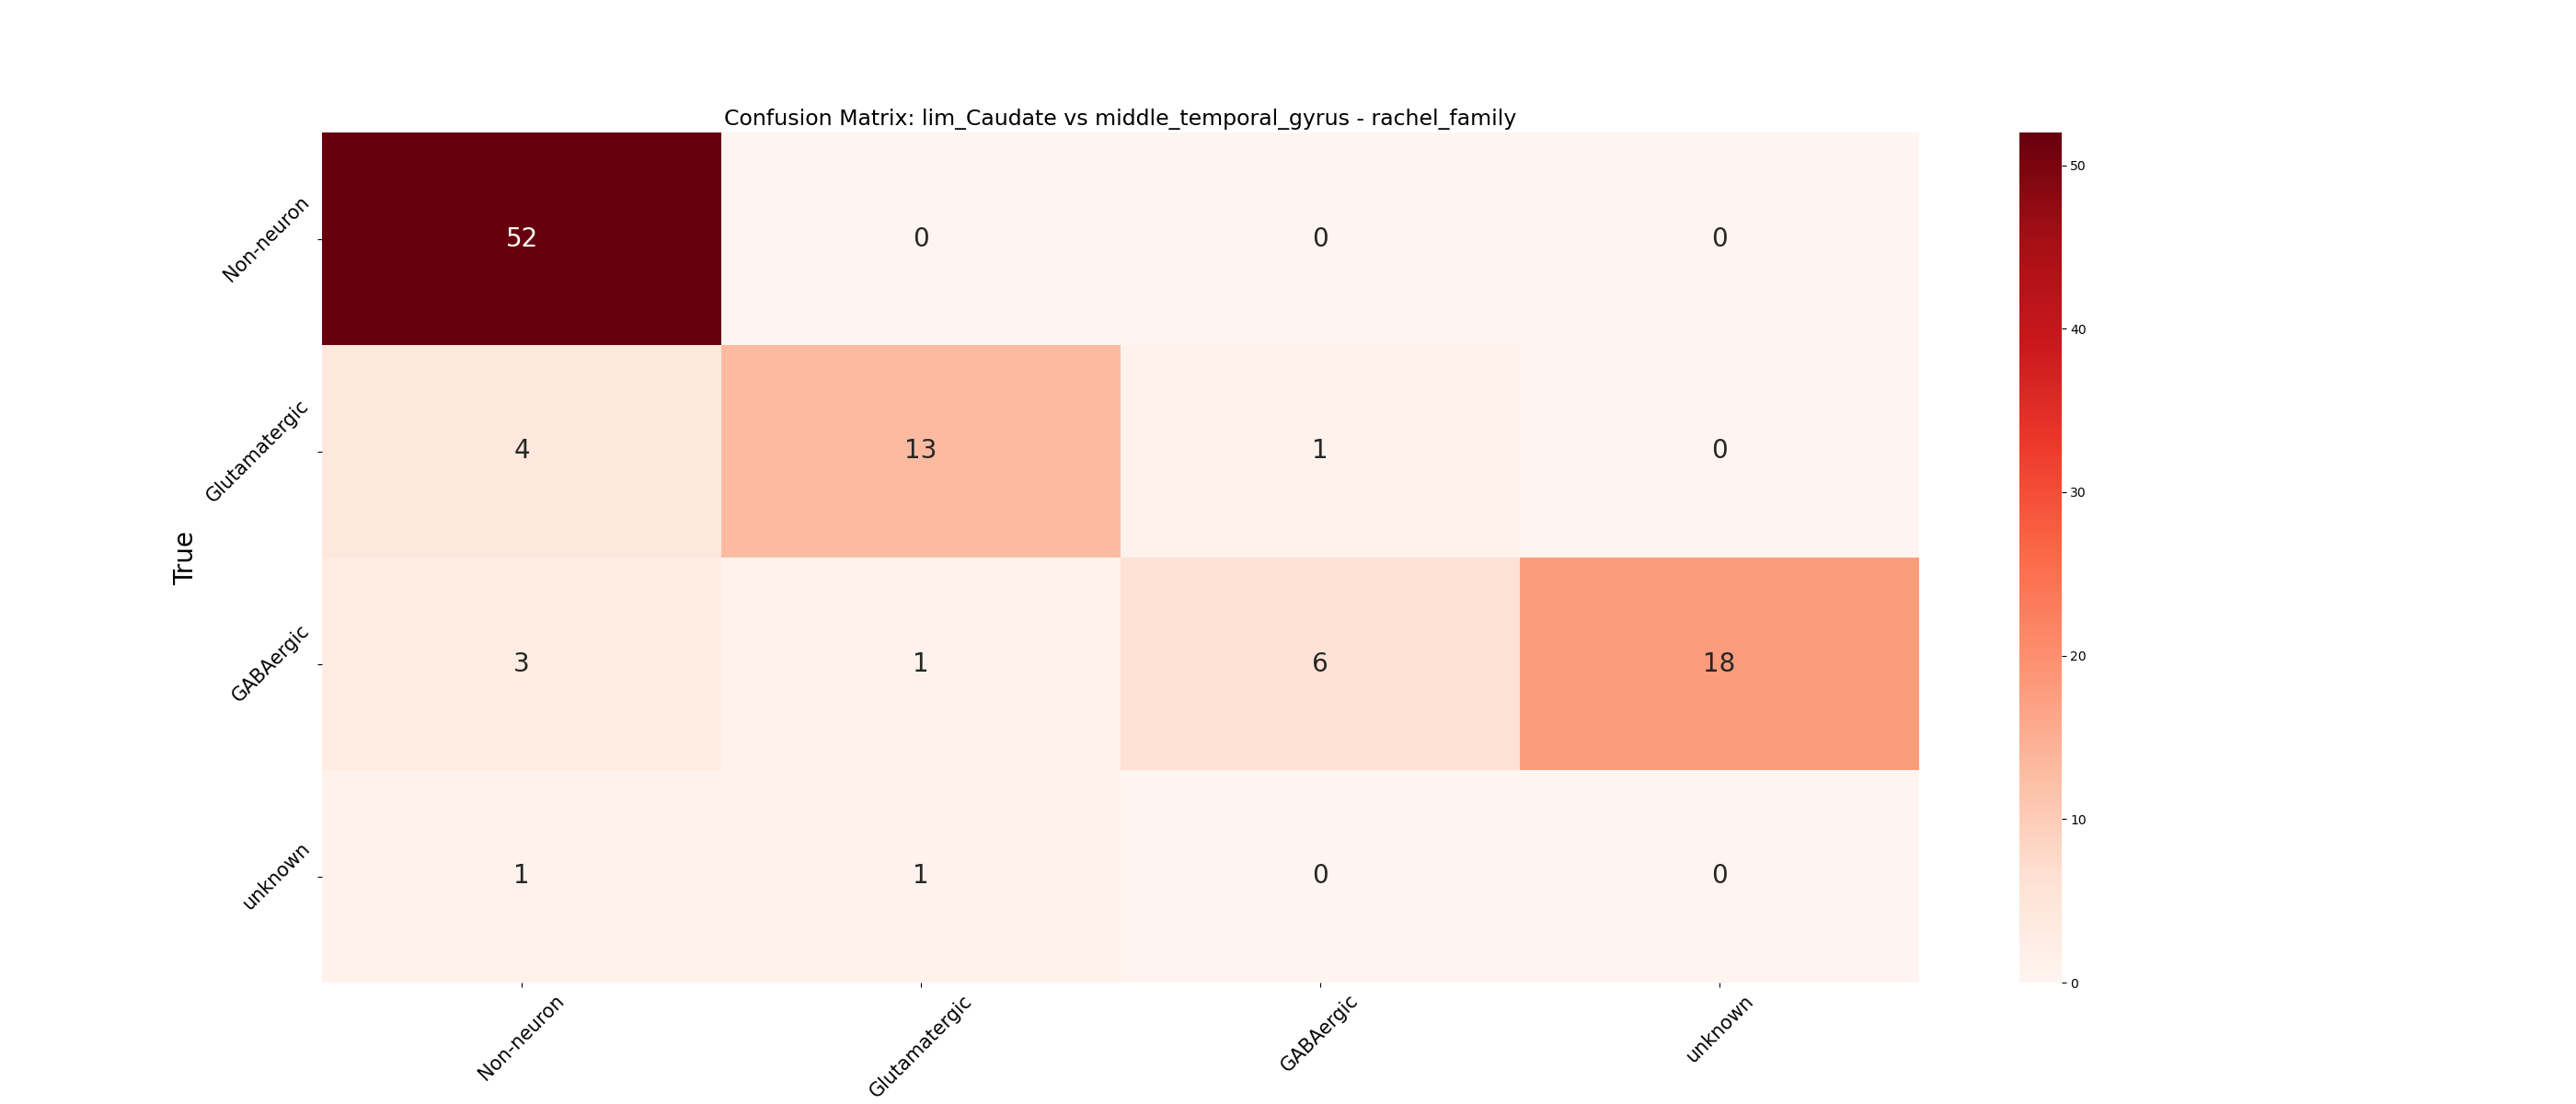 Confusion Matrix: lim_Caudate vs middle_temporal_gyrus - rachel_family
True
Non-neuron
52 0 0 0
Glutamatergic
4 13 1 0
GABAergic
3 1 6 18
unknown
1 1 0 0
Non-neuron Glutamatergic GABAergic unknown
50
40
30
20
10
0